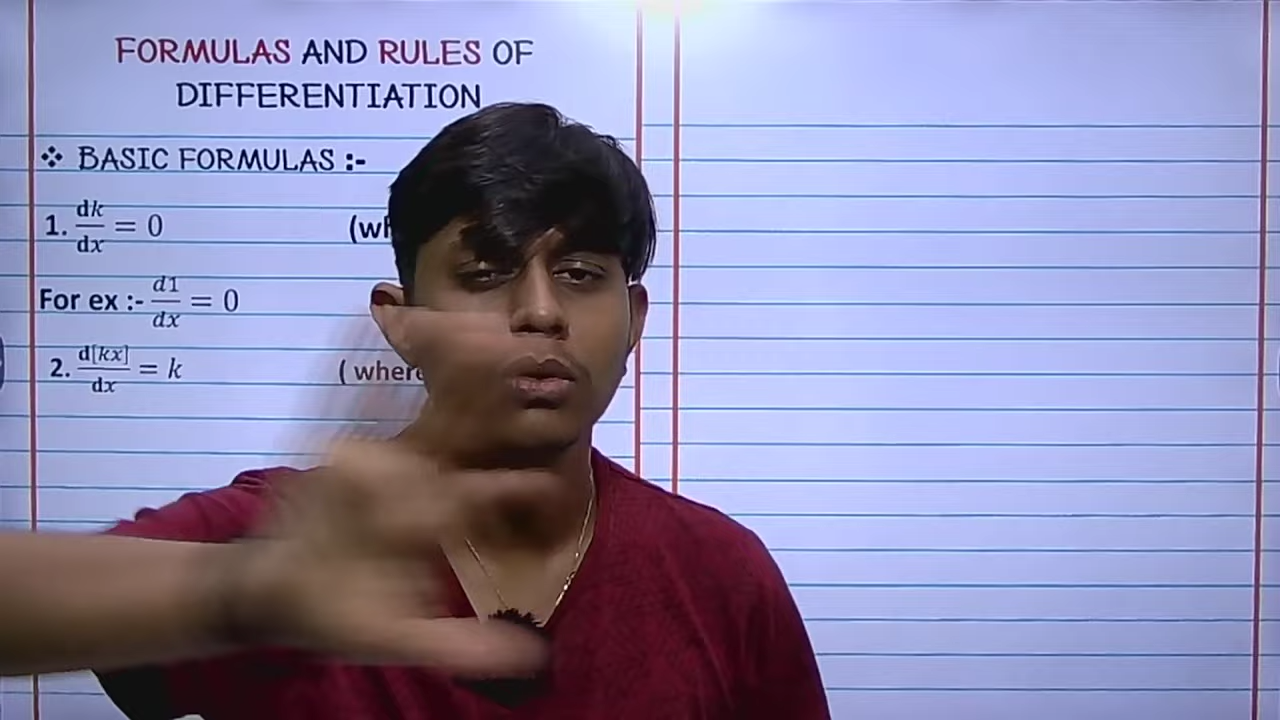 FORMULAS AND RULES OF
DIFFERENTIATION
❖ BASIC FORMULAS :-
1. dk/dx = 0 (wh
For ex :- d1/dx = 0
2. d[kx]/dx = k ( where